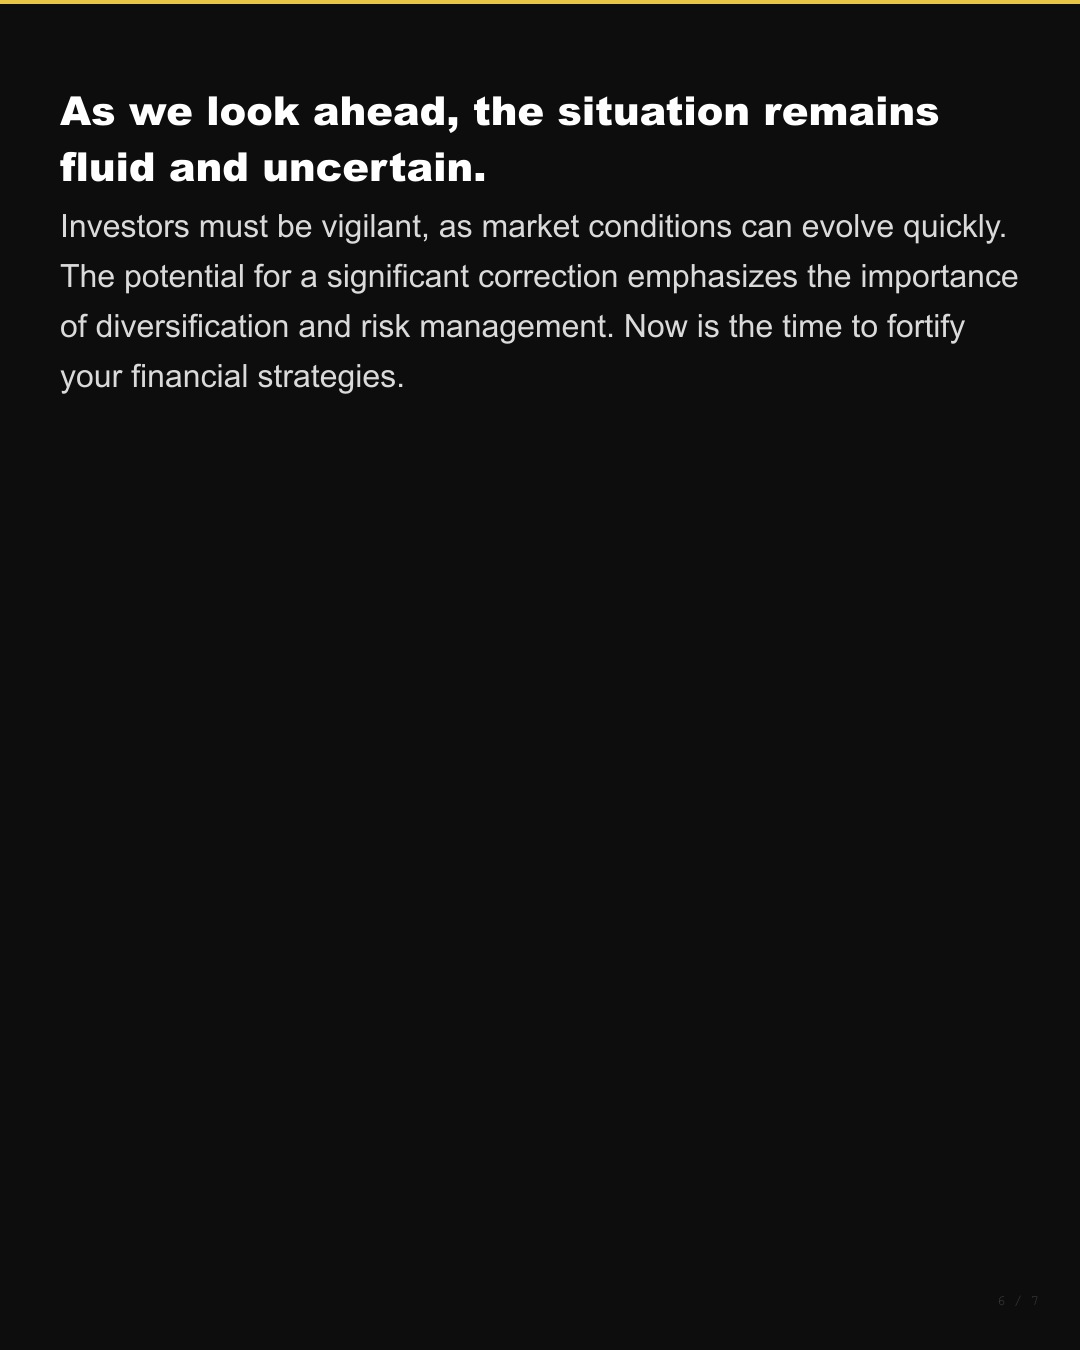 As we look ahead, the situation remains
fluid and uncertain.
Investors must be vigilant, as market conditions can evolve quickly.
The potential for a significant correction emphasizes the importance
of diversification and risk management. Now is the time to fortify
your financial strategies.
6 / 7